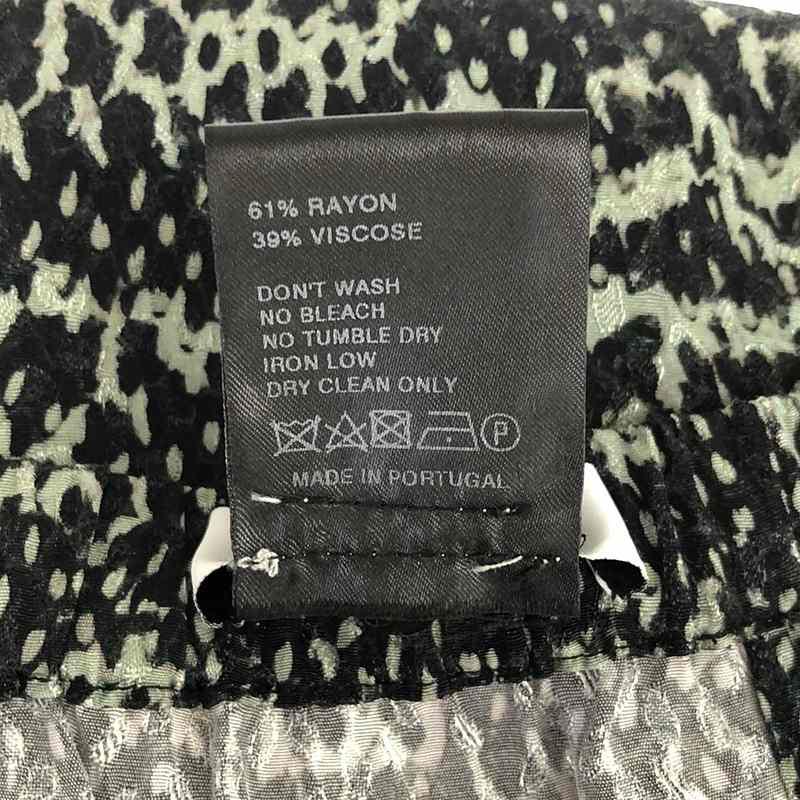 61% RAYON
39% VISCOSE
DON'T WASH
NO BLEACH
NO TUMBLE DRY
IRON LOW
DRY CLEAN ONLY
P
MADE IN PORTUGAL